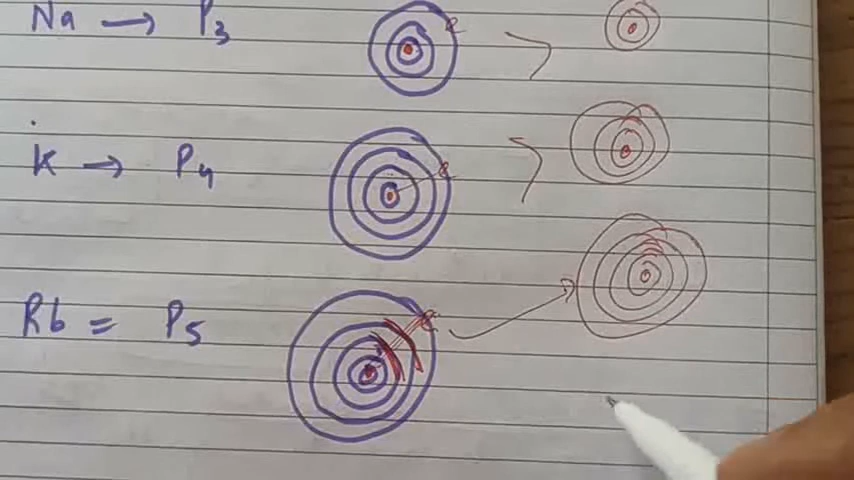 Na → P₃ e >
K → P₄ e >
Rb = P₅ e